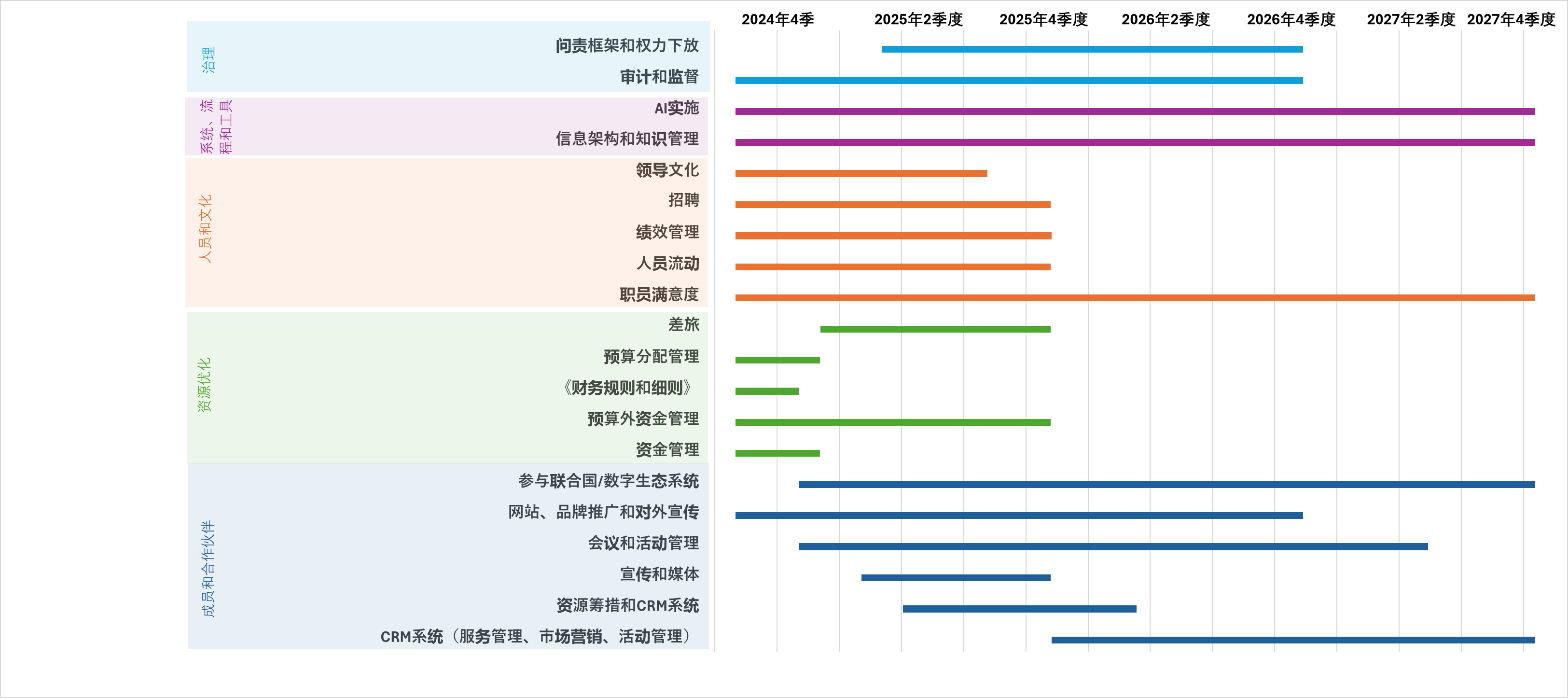 2024年4季
2025年2季度
2025年4季度
2026年2季度
2026年4季度
2027年2季度
2027年4季度
治理
问责框架和权力下放
审计和监督
系统、流
程和工具
AI实施
信息架构和知识管理
人员和文化
领导文化
招聘
绩效管理
人员流动
职员满意度
资源优化
差旅
预算分配管理
《财务规则和细则》
预算外资金管理
资金管理
成员和合作伙伴
参与联合国/数字生态系统
网站、品牌推广和对外宣传
会议和活动管理
宣传和媒体
资源筹措和CRM系统
CRM系统（服务管理、市场营销、活动管理）